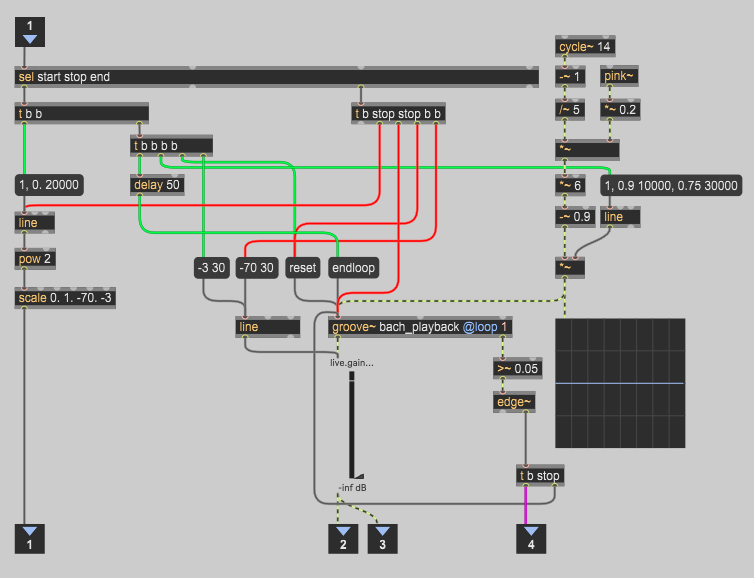 1
cycle~ 14
sel start stop end
-~ 1
pink~
t b b
t b stop stop b b
/~ 5
*~ 0.2
t b b b b
*~
1, 0. 20000
delay 50
*~ 6
1, 0.9 10000, 0.75 30000
line
-~ 0.9
line
pow 2
-3 30
-70 30
reset
endloop
*~
scale 0. 1. -70. -3
line
groove~ bach_playback @loop 1
live.gain...
>~ 0.05
edge~
t b stop
-inf dB
1
2
3
4